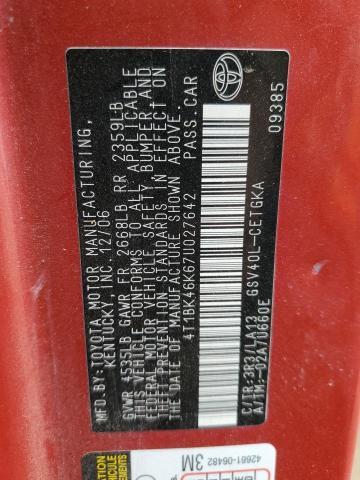 MFD.BY:TOYOTA MOTOR MANUFACTURING,
KENTUCKY, INC. 12/06
GVWR 4535LB GAWR FR 2668LB RR 2359LB
THIS VEHICLE CONFORMS TO ALL APPLICABLE
FEDERAL MOTOR VEHICLE SAFETY, BUMPER, AND
THEFT PREVENTION STANDARDS IN EFFECT ON
THE DATE OF MANUFACTURE SHOWN ABOVE.
4T1BK46K67U027642 PASS.CAR
C/TR:3R3/LA13
A/TM:-02A/U660E
GSV40L-CETGKA
09385
TOYOTA
42661-06482
3M
VEHICLE